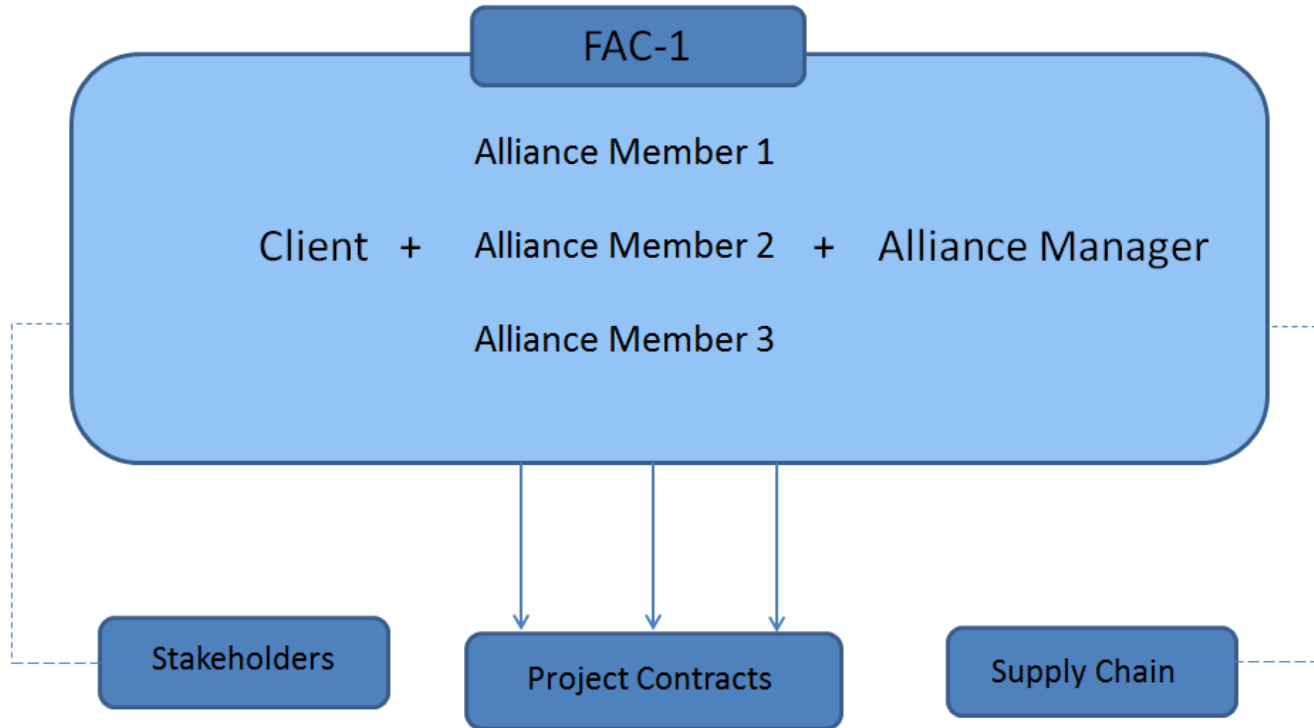 FAC-1
Alliance Member 1
Client + Alliance Member 2 + Alliance Manager
Alliance Member 3
Stakeholders
Project Contracts
Supply Chain